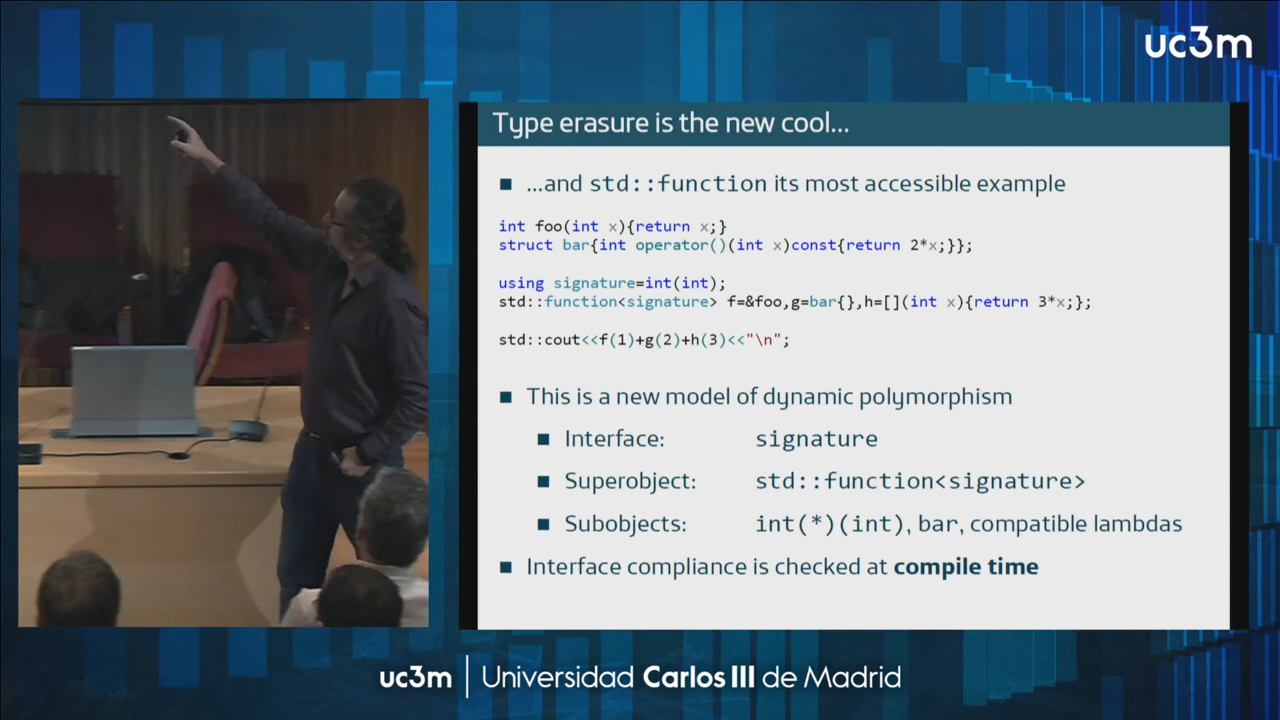 uc3m
Type erasure is the new cool...
■ ...and std::function its most accessible example
int foo(int x){return x;}
struct bar{int operator()(int x)const{return 2*x;}};
using signature=int(int);
std::function<signature> f=&foo,g=bar{},h=[](int x){return 3*x;};
std::cout<<f(1)+g(2)+h(3)<<"\n";
■ This is a new model of dynamic polymorphism
■ Interface: signature
■ Superobject: std::function<signature>
■ Subobjects: int(*)(int), bar, compatible lambdas
■ Interface compliance is checked at compile time
uc3m | Universidad Carlos III de Madrid